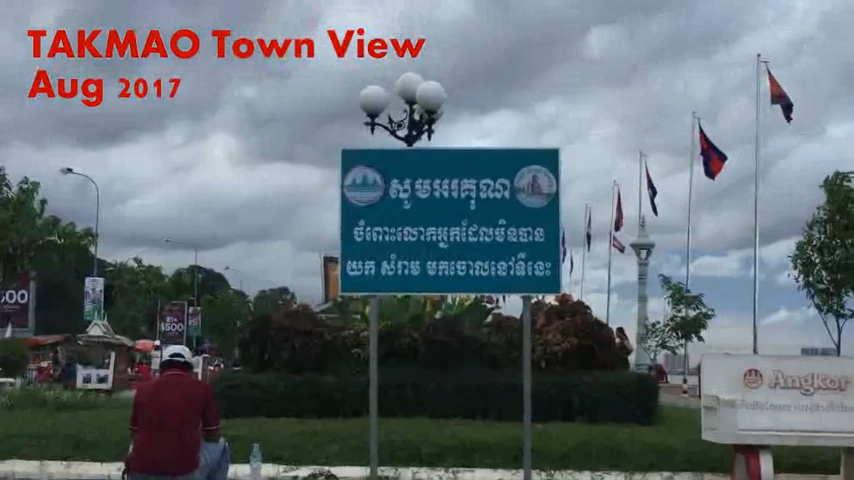 TAKMAO Town View
Aug 2017
សូមអរគុណ
ចំពោះលោកអ្នកដែលមិនបាន
យក សំរាម មកចោលនៅទីនេះ
$500
Angkor